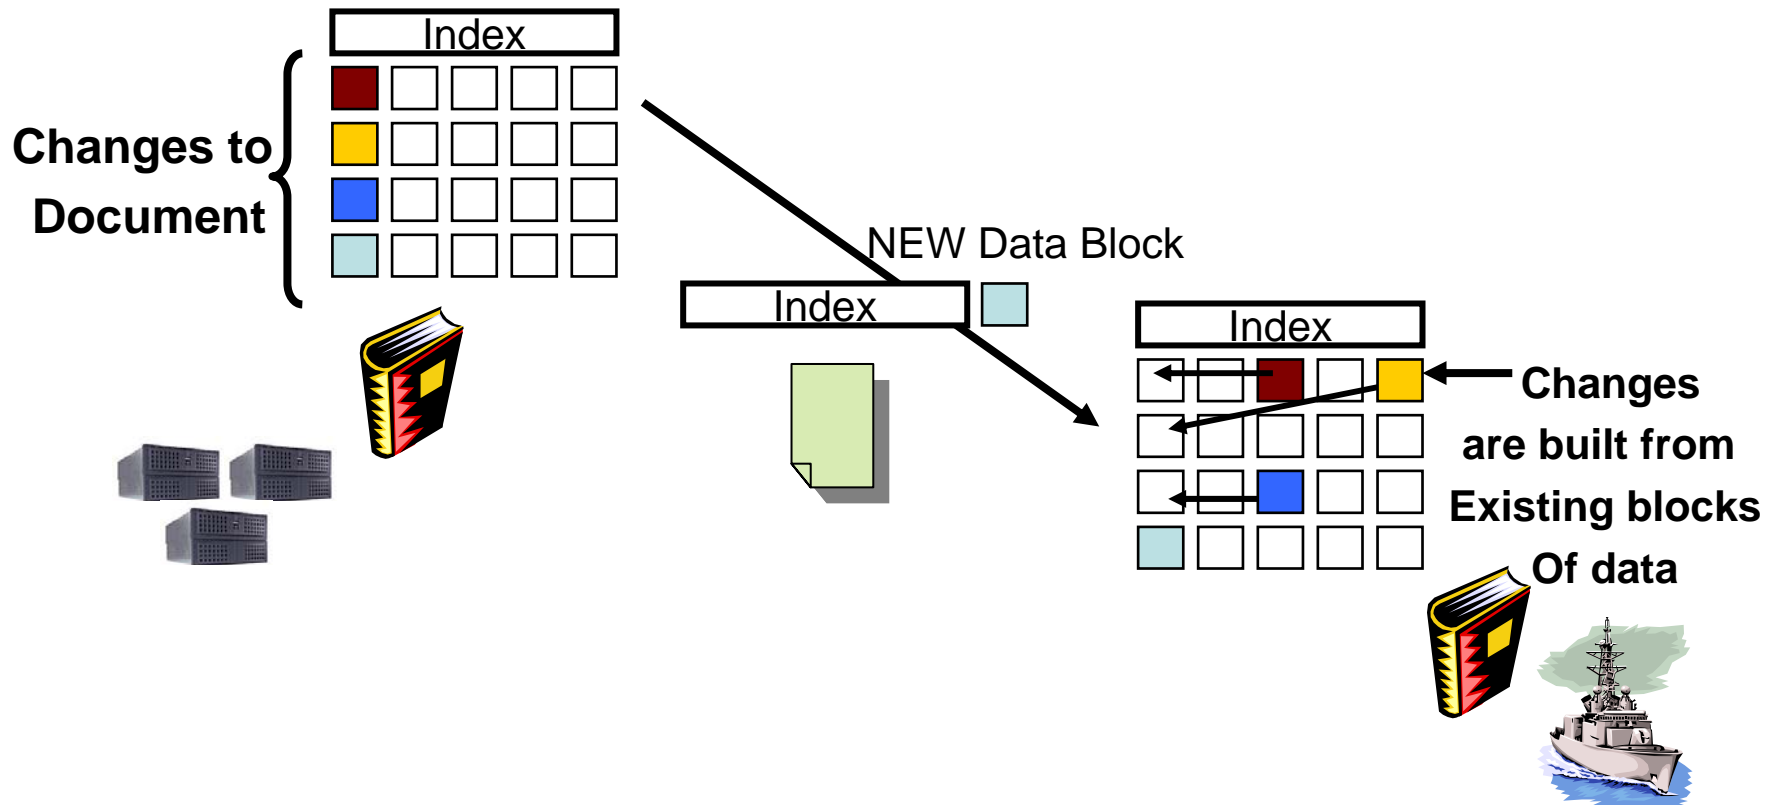 Index
Changes to
Document
NEW Data Block
Index
Index
Changes
are built from
Existing blocks
Of data